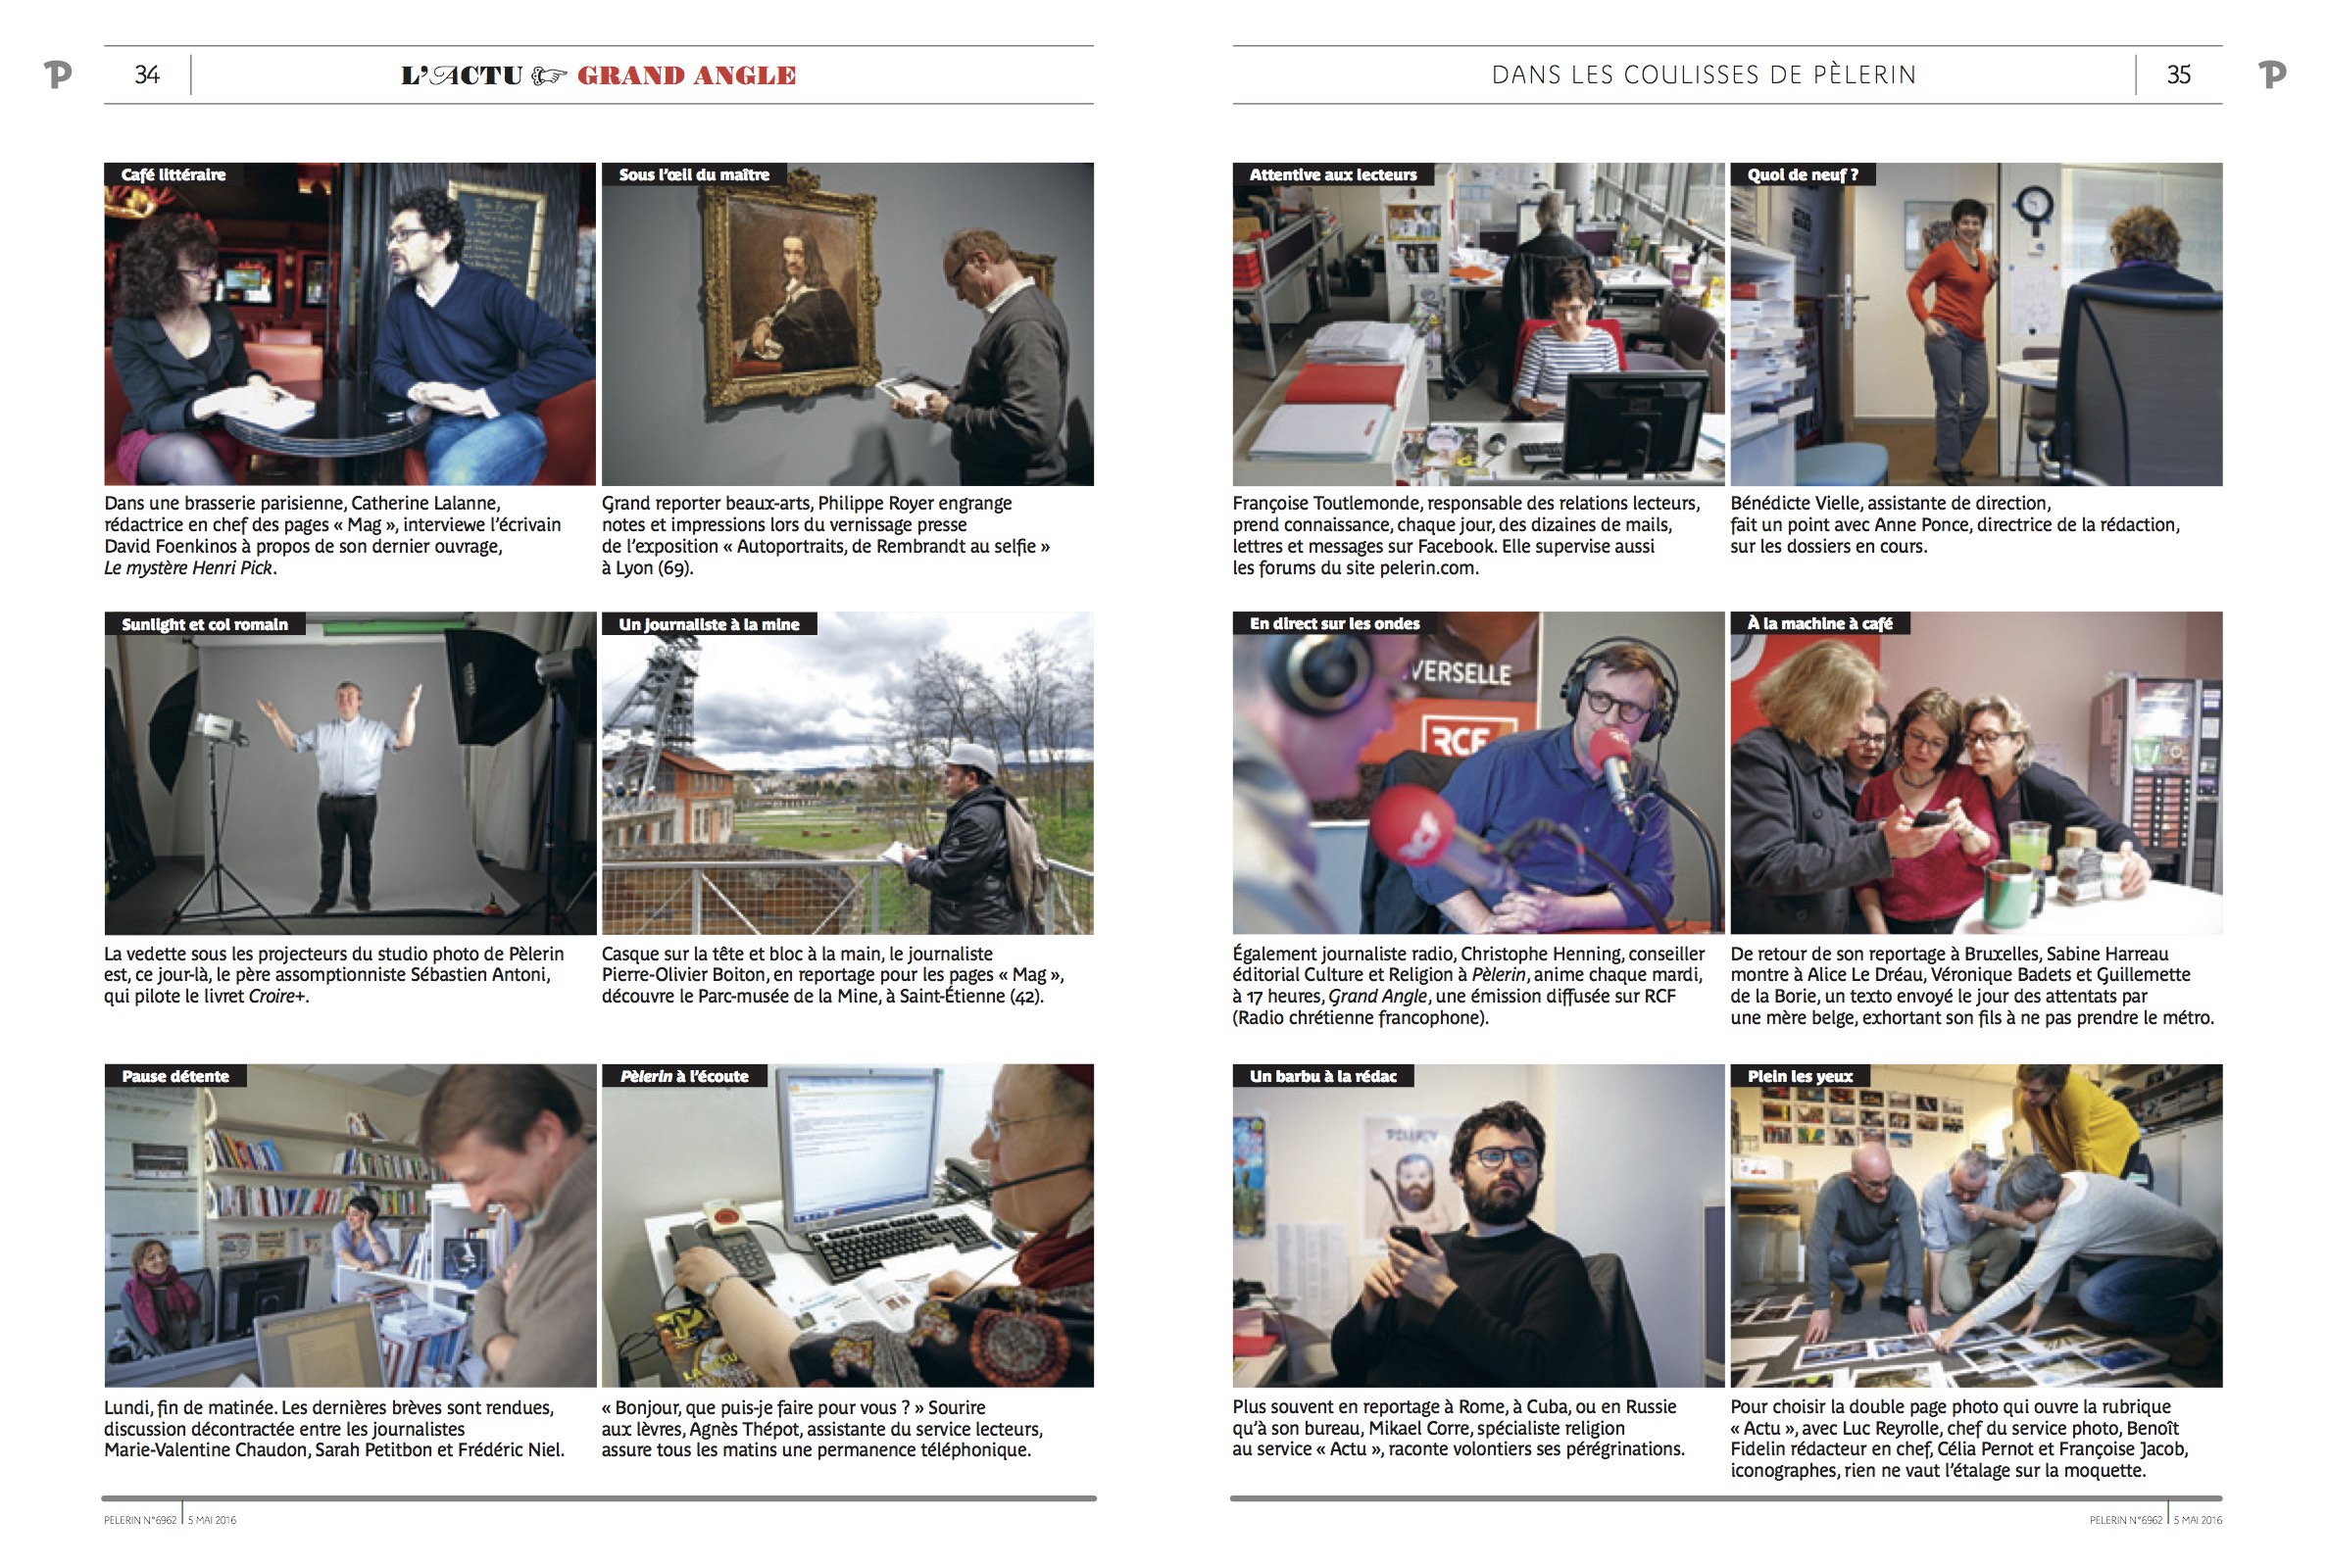 P
34
L'ACTU GRAND ANGLE
Café littéraire
Dans une brasserie parisienne, Catherine Lalanne,
rédactrice en chef des pages « Mag », interviewe l'écrivain
David Foenkinos à propos de son dernier ouvrage,
Le mystère Henri Pick.
Sous l'œil du maître
Grand reporter beaux-arts, Philippe Royer engrange
notes et impressions lors du vernissage presse
de l'exposition « Autoportraits, de Rembrandt au selfie »
à Lyon (69).
Sunlight et col romain
La vedette sous les projecteurs du studio photo de Pèlerin
est, ce jour-là, le père assomptionniste Sébastien Antoni,
qui pilote le livret Croire+.
Un journaliste à la mine
Casque sur la tête et bloc à la main, le journaliste
Pierre-Olivier Boiton, en reportage pour les pages « Mag »,
découvre le Parc-musée de la Mine, à Saint-Étienne (42).
Pause détente
Lundi, fin de matinée. Les dernières brèves sont rendues,
discussion décontractée entre les journalistes
Marie-Valentine Chaudon, Sarah Petitbon et Frédéric Niel.
Pèlerin à l'écoute
« Bonjour, que puis-je faire pour vous ? » Sourire
aux lèvres, Agnès Thépot, assistante du service lecteurs,
assure tous les matins une permanence téléphonique.
PELERIN N°6962 5 MAI 2016
DANS LES COULISSES DE PÈLERIN
35
P
Attentive aux lecteurs
Françoise Toutlemonde, responsable des relations lecteurs,
prend connaissance, chaque jour, des dizaines de mails,
lettres et messages sur Facebook. Elle supervise aussi
les forums du site pelerin.com.
Quoi de neuf ?
Bénédicte Vielle, assistante de direction,
fait un point avec Anne Ponce, directrice de la rédaction,
sur les dossiers en cours.
En direct sur les ondes
VERSELLE
RCF
RCF
Également journaliste radio, Christophe Henning, conseiller
éditorial Culture et Religion à Pèlerin, anime chaque mardi,
à 17 heures, Grand Angle, une émission diffusée sur RCF
(Radio chrétienne francophone).
À la machine à café
De retour de son reportage à Bruxelles, Sabine Harreau
montre à Alice Le Dréau, Véronique Badets et Guillemette
de la Borie, un texto envoyé le jour des attentats par
une mère belge, exhortant son fils à ne pas prendre le métro.
Un barbu à la rédac
PELERIN
Plus souvent en reportage à Rome, à Cuba, ou en Russie
qu'à son bureau, Mikael Corre, spécialiste religion
au service « Actu », raconte volontiers ses pérégrinations.
Plein les yeux
Pour choisir la double page photo qui ouvre la rubrique
« Actu », avec Luc Reyrolle, chef du service photo, Benoît
Fidelin rédacteur en chef, Célia Pernot et Françoise Jacob,
iconographes, rien ne vaut l'étalage sur la moquette.
PELERIN N°6962 5 MAI 2016